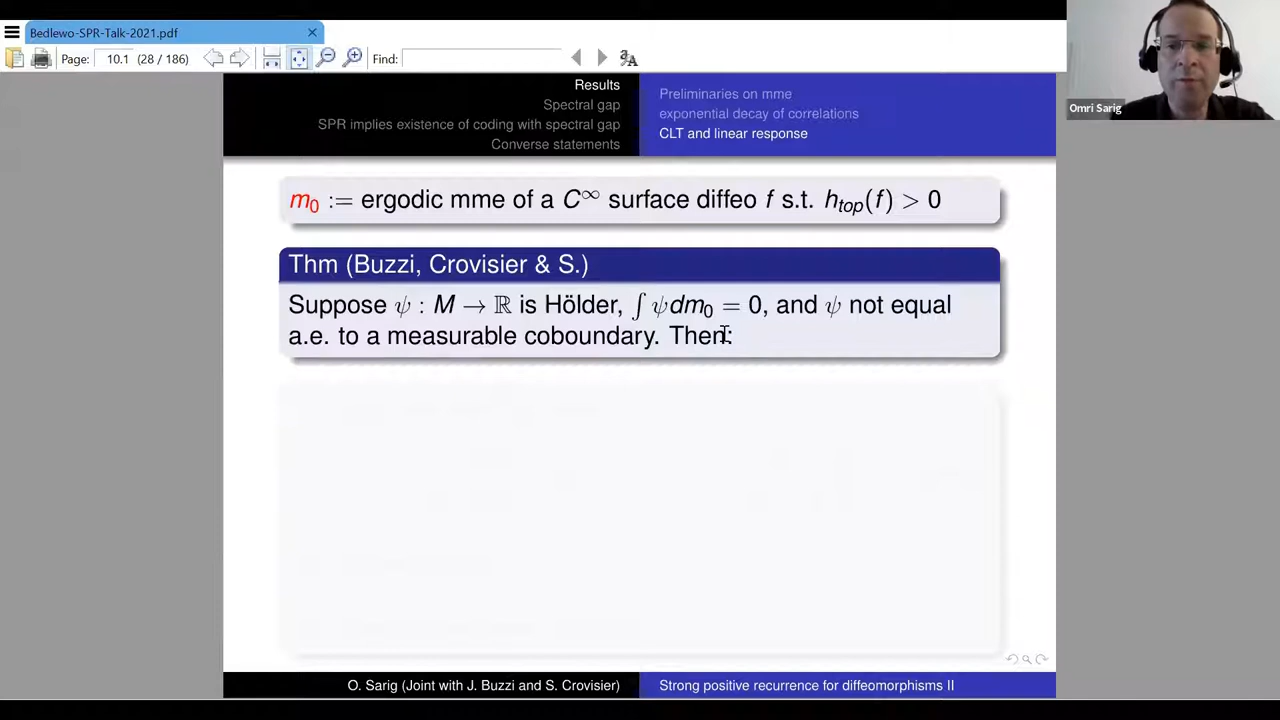 Bedlewo-SPR-Talk-2021.pdf
Page: 10.1 (28 / 186) Find:
Omri Sarig
Results
Spectral gap
SPR implies existence of coding with spectral gap
Converse statements
Preliminaries on mme
exponential decay of correlations
CLT and linear response
m₀ := ergodic mme of a C^∞ surface diffeo f s.t. h_top(f) > 0
Thm (Buzzi, Crovisier & S.)
Suppose ψ : M → ℝ is Hölder, ∫ ψdm₀ = 0, and ψ not equal
a.e. to a measurable coboundary. Then:
O. Sarig (Joint with J. Buzzi and S. Crovisier)
Strong positive recurrence for diffeomorphisms II